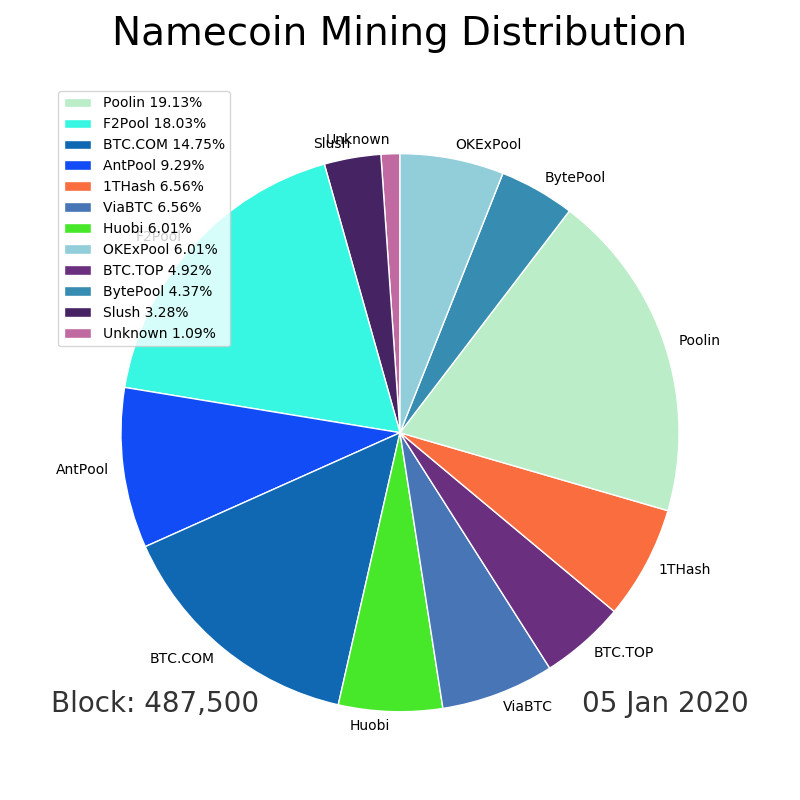 Namecoin Mining Distribution
Poolin 19.13%
F2Pool 18.03%
BTC.COM 14.75%
AntPool 9.29%
1THash 6.56%
ViaBTC 6.56%
Huobi 6.01%
OKExPool 6.01%
BTC.TOP 4.92%
BytePool 4.37%
Slush 3.28%
Unknown 1.09%
Unknown
Slush
OKExPool
BytePool
F2Pool
Poolin
AntPool
1THash
BTC.TOP
BTC.COM
ViaBTC
Huobi
Block: 487,500
05 Jan 2020